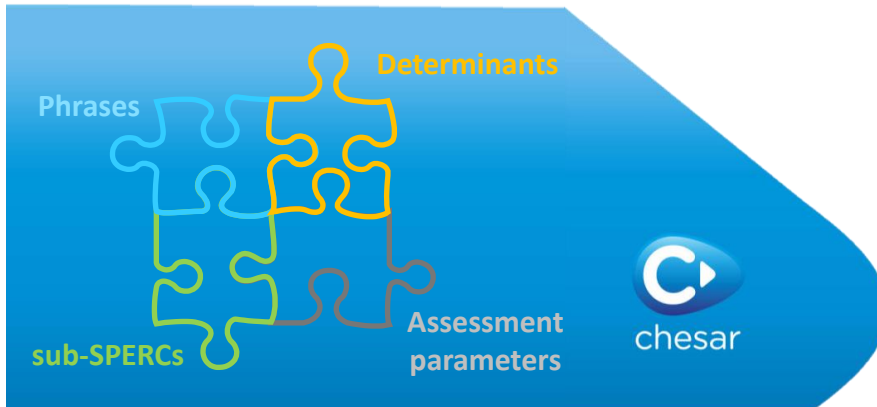 Determinants
Phrases
Assessment
parameters
sub-SPERCs
chesar